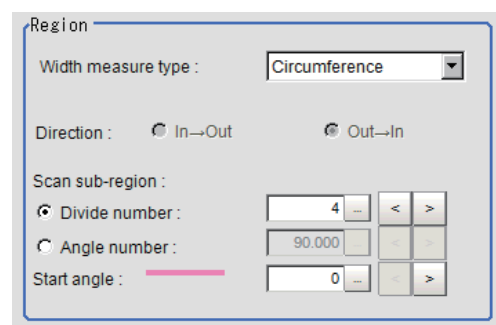 Region
Width measure type : Circumference
Direction : In→Out Out→In
Scan sub-region :
Divide number : 4 ... < >
Angle number : 90.000 ... < >
Start angle : 0 ... < >